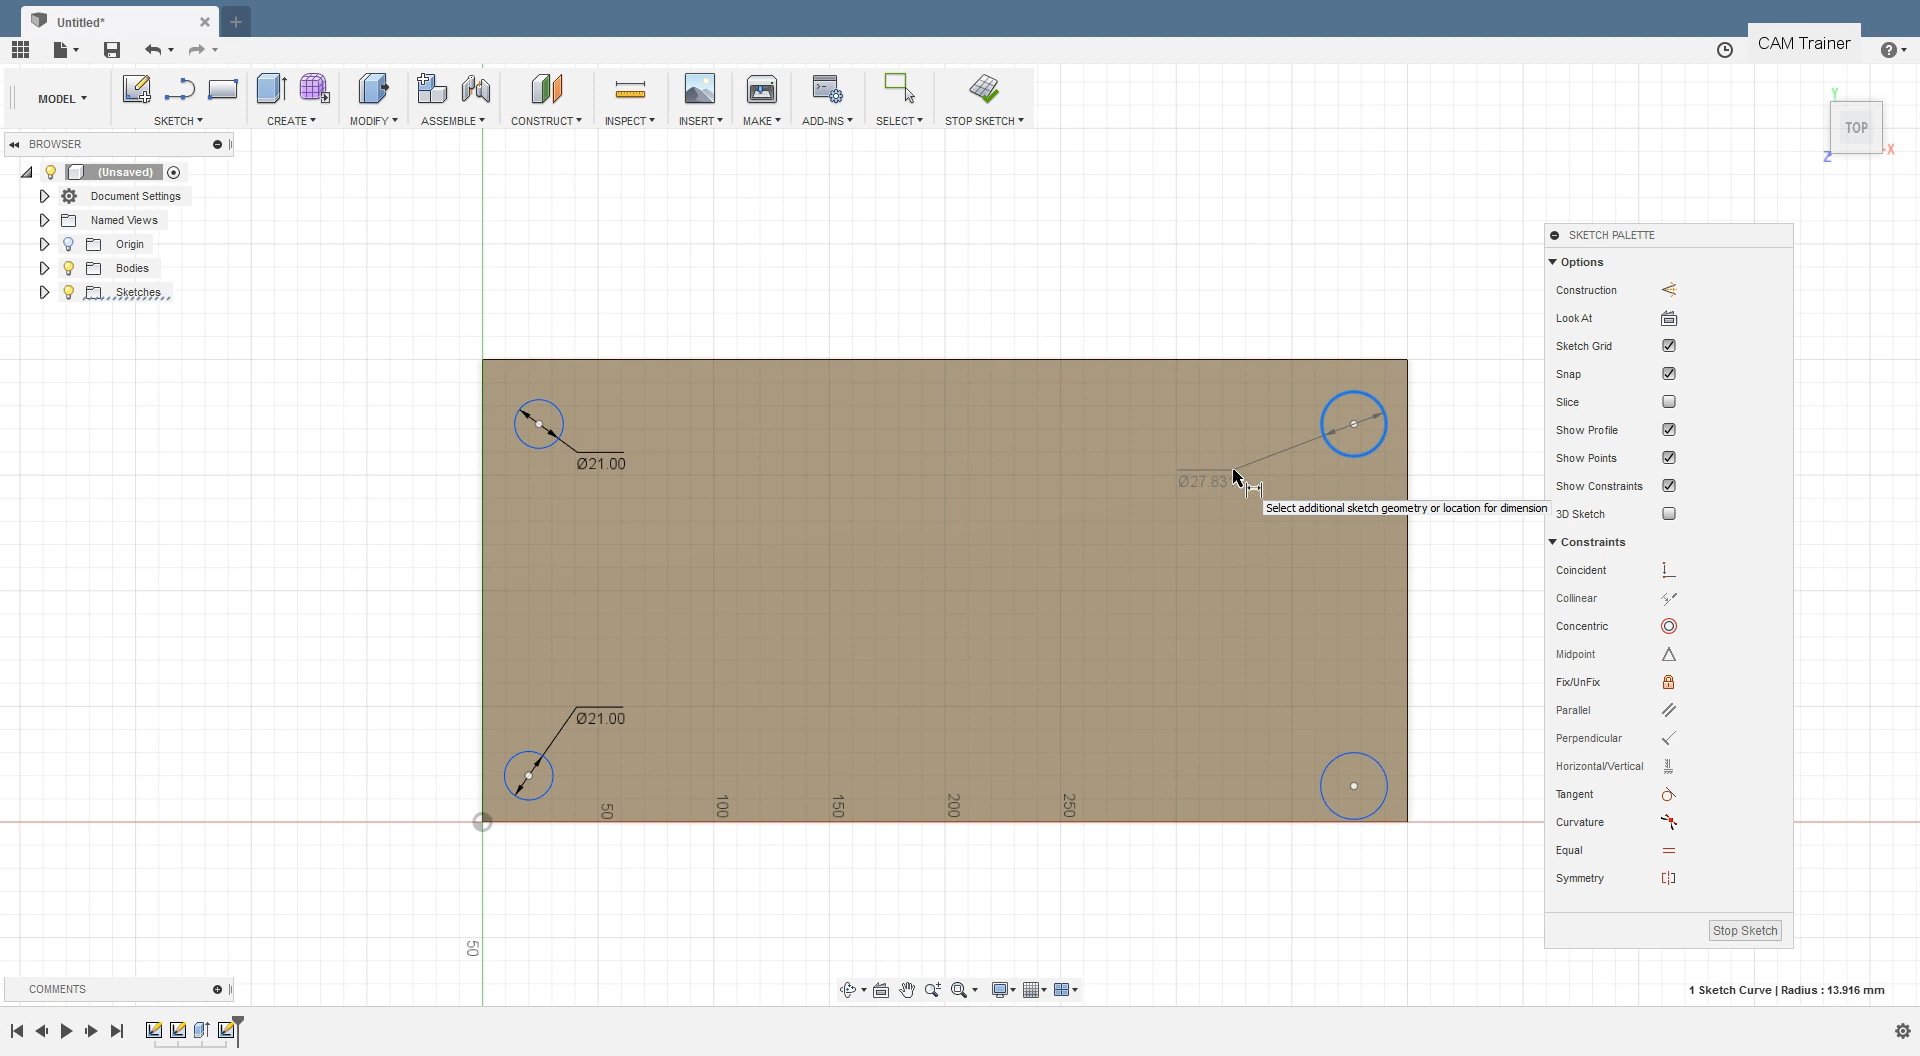 Untitled*
CAM Trainer
MODEL
SKETCH
CREATE
MODIFY
ASSEMBLE
CONSTRUCT
INSPECT
INSERT
MAKE
ADD-INS
SELECT
STOP SKETCH
Y
TOP
X
Z
BROWSER
(Unsaved)
Document Settings
Named Views
Origin
Bodies
Sketches
SKETCH PALETTE
Options
Construction
Look At
Sketch Grid
Snap
Slice
Show Profile
Show Points
Show Constraints
3D Sketch
Constraints
Coincident
Collinear
Concentric
Midpoint
Fix/UnFix
Parallel
Perpendicular
Horizontal/Vertical
Tangent
Curvature
Equal
Symmetry
Stop Sketch
Ø21.00
Ø27.83
Select additional sketch geometry or location for dimension
Ø21.00
50
100
150
200
250
50
COMMENTS
1 Sketch Curve | Radius : 13.916 mm